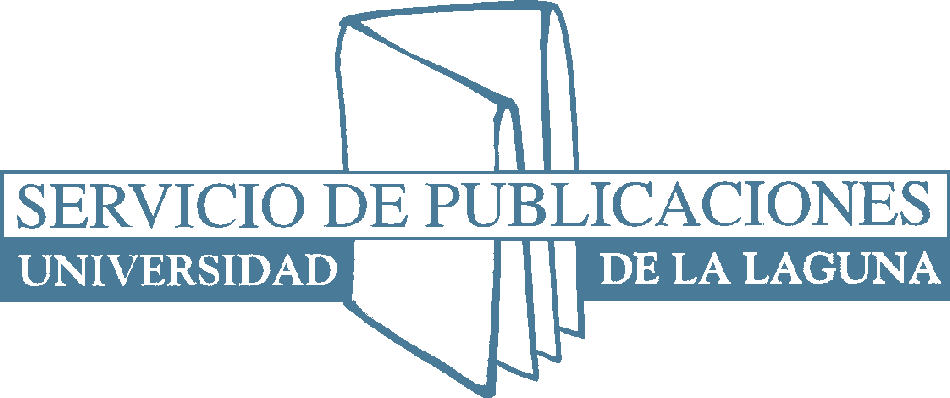 SERVICIO DE PUBLICACIONES
UNIVERSIDAD DE LA LAGUNA